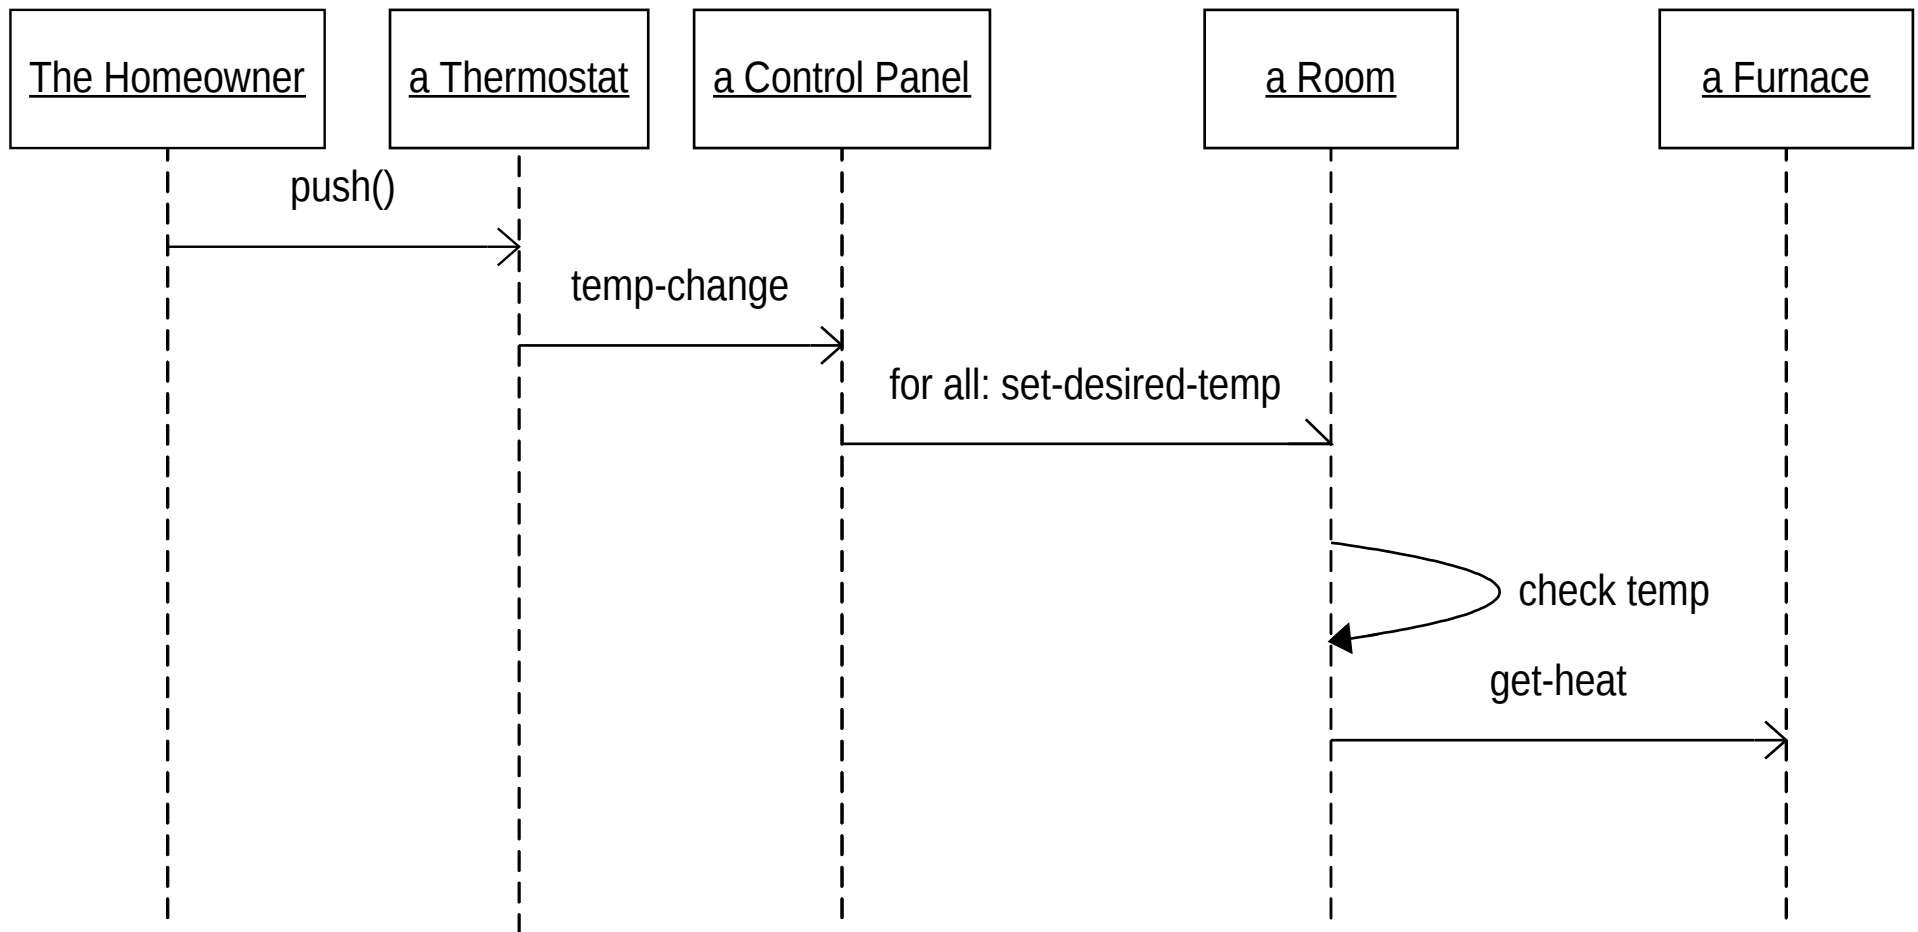 The Homeowner
a Thermostat
a Control Panel
a Room
a Furnace
push()
temp-change
for all: set-desired-temp
check temp
get-heat